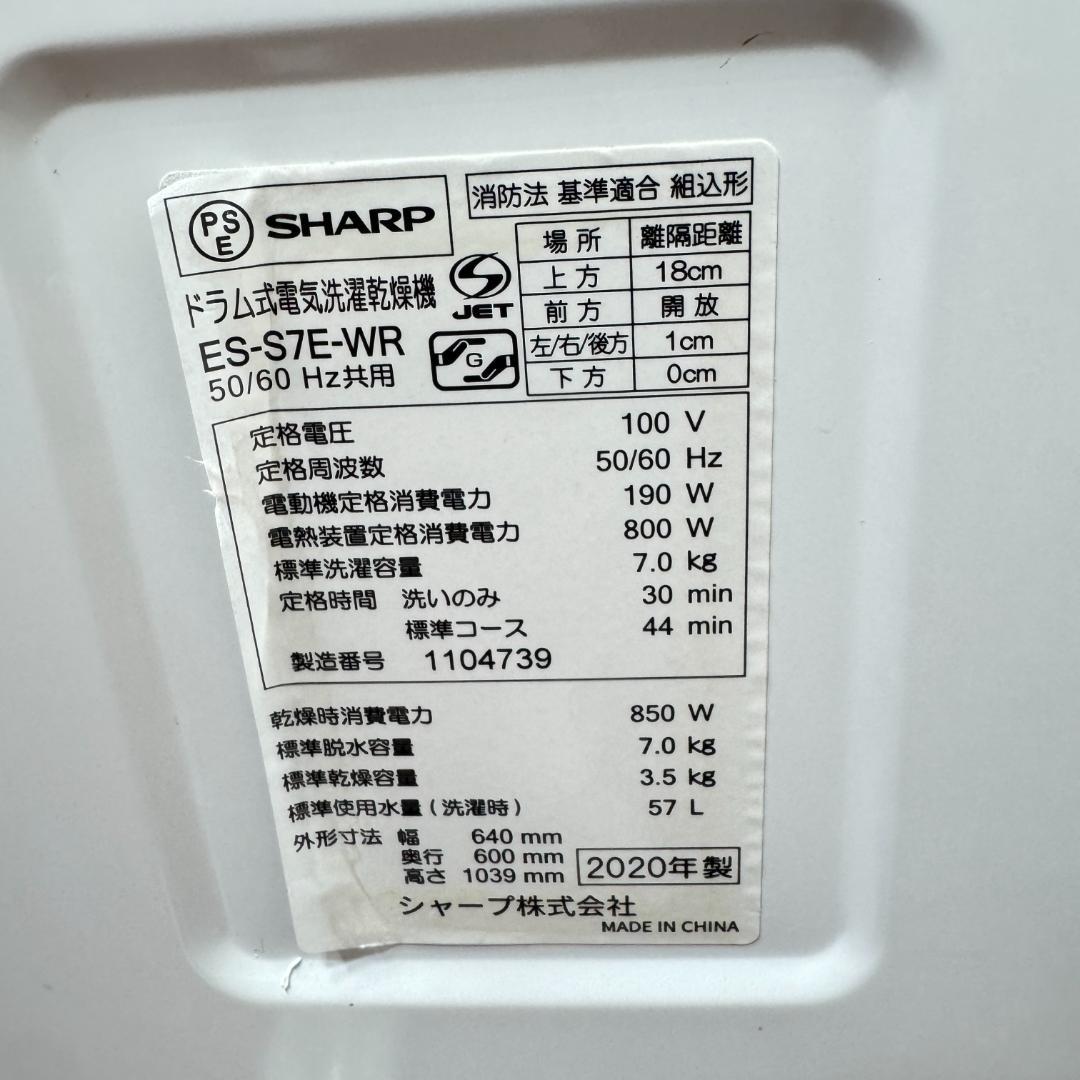 PSE SHARP
消防法 基準適合 組込形
ドラム式電気洗濯乾燥機
ES-S7E-WR
50/60 Hz共用
S JET
G
場所 離隔距離
上方 18cm
前方 開放
左/右/後方 1cm
下方 0cm
定格電圧 100 V
定格周波数 50/60 Hz
電動機定格消費電力 190 W
電熱装置定格消費電力 800 W
標準洗濯容量 7.0 kg
定格時間 洗いのみ 30 min
標準コース 44 min
製造番号 1104739
乾燥時消費電力 850 W
標準脱水容量 7.0 kg
標準乾燥容量 3.5 kg
標準使用水量(洗濯時) 57 L
外形寸法 幅 640 mm
奥行 600 mm
高さ 1039 mm
2020年製
シャープ株式会社
MADE IN CHINA